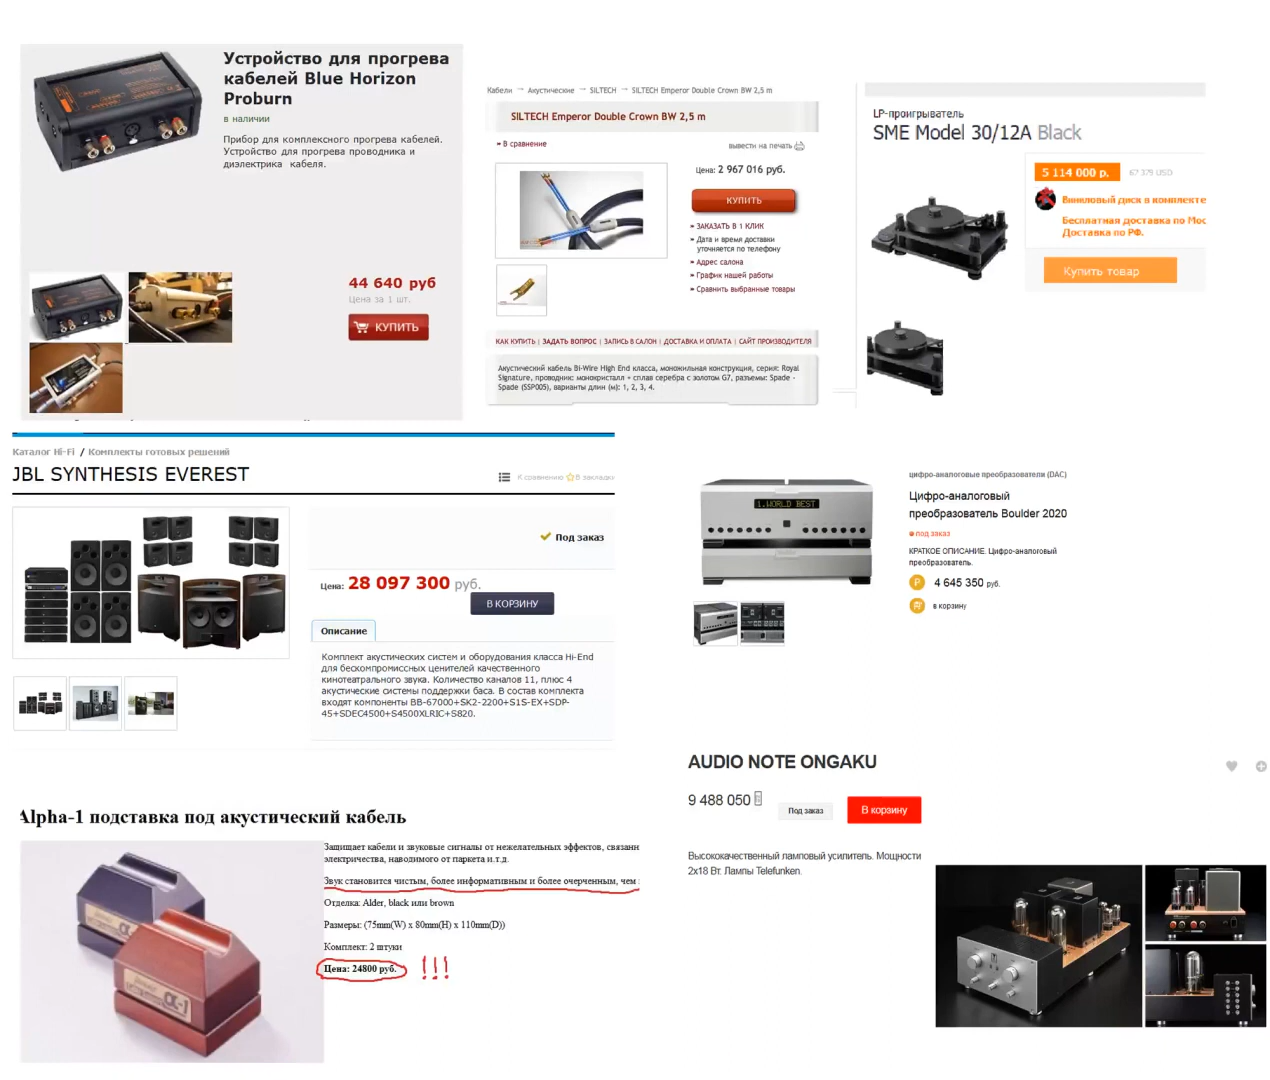 Устройство для прогрева
кабелей Blue Horizon
Proburn
в наличии
Прибор для комплексного прогрева кабелей.
Устройство для прогрева проводника и
диэлектрика кабеля.
44 640 руб
Цена за 1 шт.
КУПИТЬ
Кабели → Акустические → SILTECH → SILTECH Emperor Double Crown BW 2,5 m
SILTECH Emperor Double Crown BW 2,5 m
» В сравнение
вывести на печать
Цена: 2 967 016 руб.
КУПИТЬ
» ЗАКАЗАТЬ В 1 КЛИК
» Дата и время доставки
уточняется по телефону
» Адрес салона
» График нашей работы
» Сравнить выбранные товары
КАК КУПИТЬ | ЗАДАТЬ ВОПРОС | ЗАПИСЬ В САЛОН | ДОСТАВКА И ОПЛАТА | САЙТ ПРОИЗВОДИТЕЛЯ
Акустический кабель Bi-Wire High End класса, моножильная конструкция, серия: Royal
Signature, проводник: монокристалл + сплав серебра с золотом G7, разъемы: Spade -
Spade (SSP005), варианты длин (м): 1, 2, 3, 4.
LP-проигрыватель
SME Model 30/12A Black
5 114 000 р. 67 379 USD
Виниловый диск в комплекте
Бесплатная доставка по Мос
Доставка по РФ.
Купить товар
Каталог Hi-Fi / Комплекты готовых решений
JBL SYNTHESIS EVEREST
К сравнению В закладки
Под заказ
Цена: 28 097 300 руб.
В КОРЗИНУ
Описание
Комплект акустических систем и оборудования класса Hi-End
для бескомпромиссных ценителей качественного
кинотеатрального звука. Количество каналов 11, плюс 4
акустические системы поддержки баса. В состав комплекта
входят компоненты BB-67000+SK2-2200+S1S-EX+SDP-
45+SDEC4500+S4500XLRIC+S820.
1.WORLD BEST
цифро-аналоговые преобразователи (DAC)
Цифро-аналоговый
преобразователь Boulder 2020
под заказ
КРАТКОЕ ОПИСАНИЕ. Цифро-аналоговый
преобразователь.
4 645 350 руб.
в корзину
Alpha-1 подставка под акустический кабель
Защищает кабели и звуковые сигналы от нежелательных эффектов, связанн
электричества, наводимого от паркета и.т.д.
Звук становится чистым, более информативным и более очерченным, чем
Отделка: Alder, black или brown
Размеры: (75mm(W) x 80mm(H) x 110mm(D))
Комплект: 2 штуки
Цена: 24800 руб. !!!
α-1
AUDIO NOTE ONGAKU
9 488 050
Под заказ
В корзину
Высококачественный ламповый усилитель. Мощности
2x18 Вт. Лампы Telefunken.